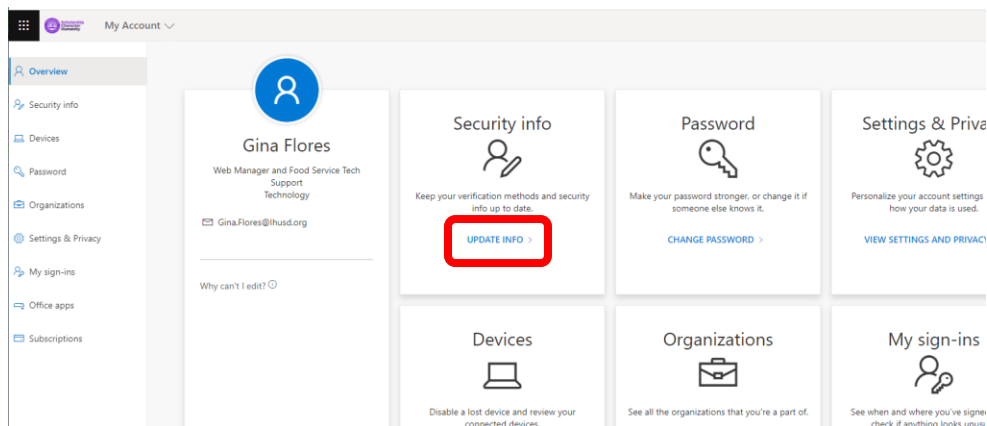 Scholarship
Character
Humanity
My Account
Overview
Security info
Devices
Password
Organizations
Settings & Privacy
My sign-ins
Office apps
Subscriptions
Gina Flores
Web Manager and Food Service Tech
Support
Technology
Gina.Flores@lhusd.org
Why can't I edit?
Security info
Keep your verification methods and security
info up to date.
UPDATE INFO >
Password
Make your password stronger, or change it if
someone else knows it.
CHANGE PASSWORD >
Settings & Priva
Personalize your account settings
how your data is used.
VIEW SETTINGS AND PRIVACY
Devices
Disable a lost device and review your
connected devices.
Organizations
See all the organizations that you're a part of.
My sign-ins
See when and where you've signed
check if anything looks unusu